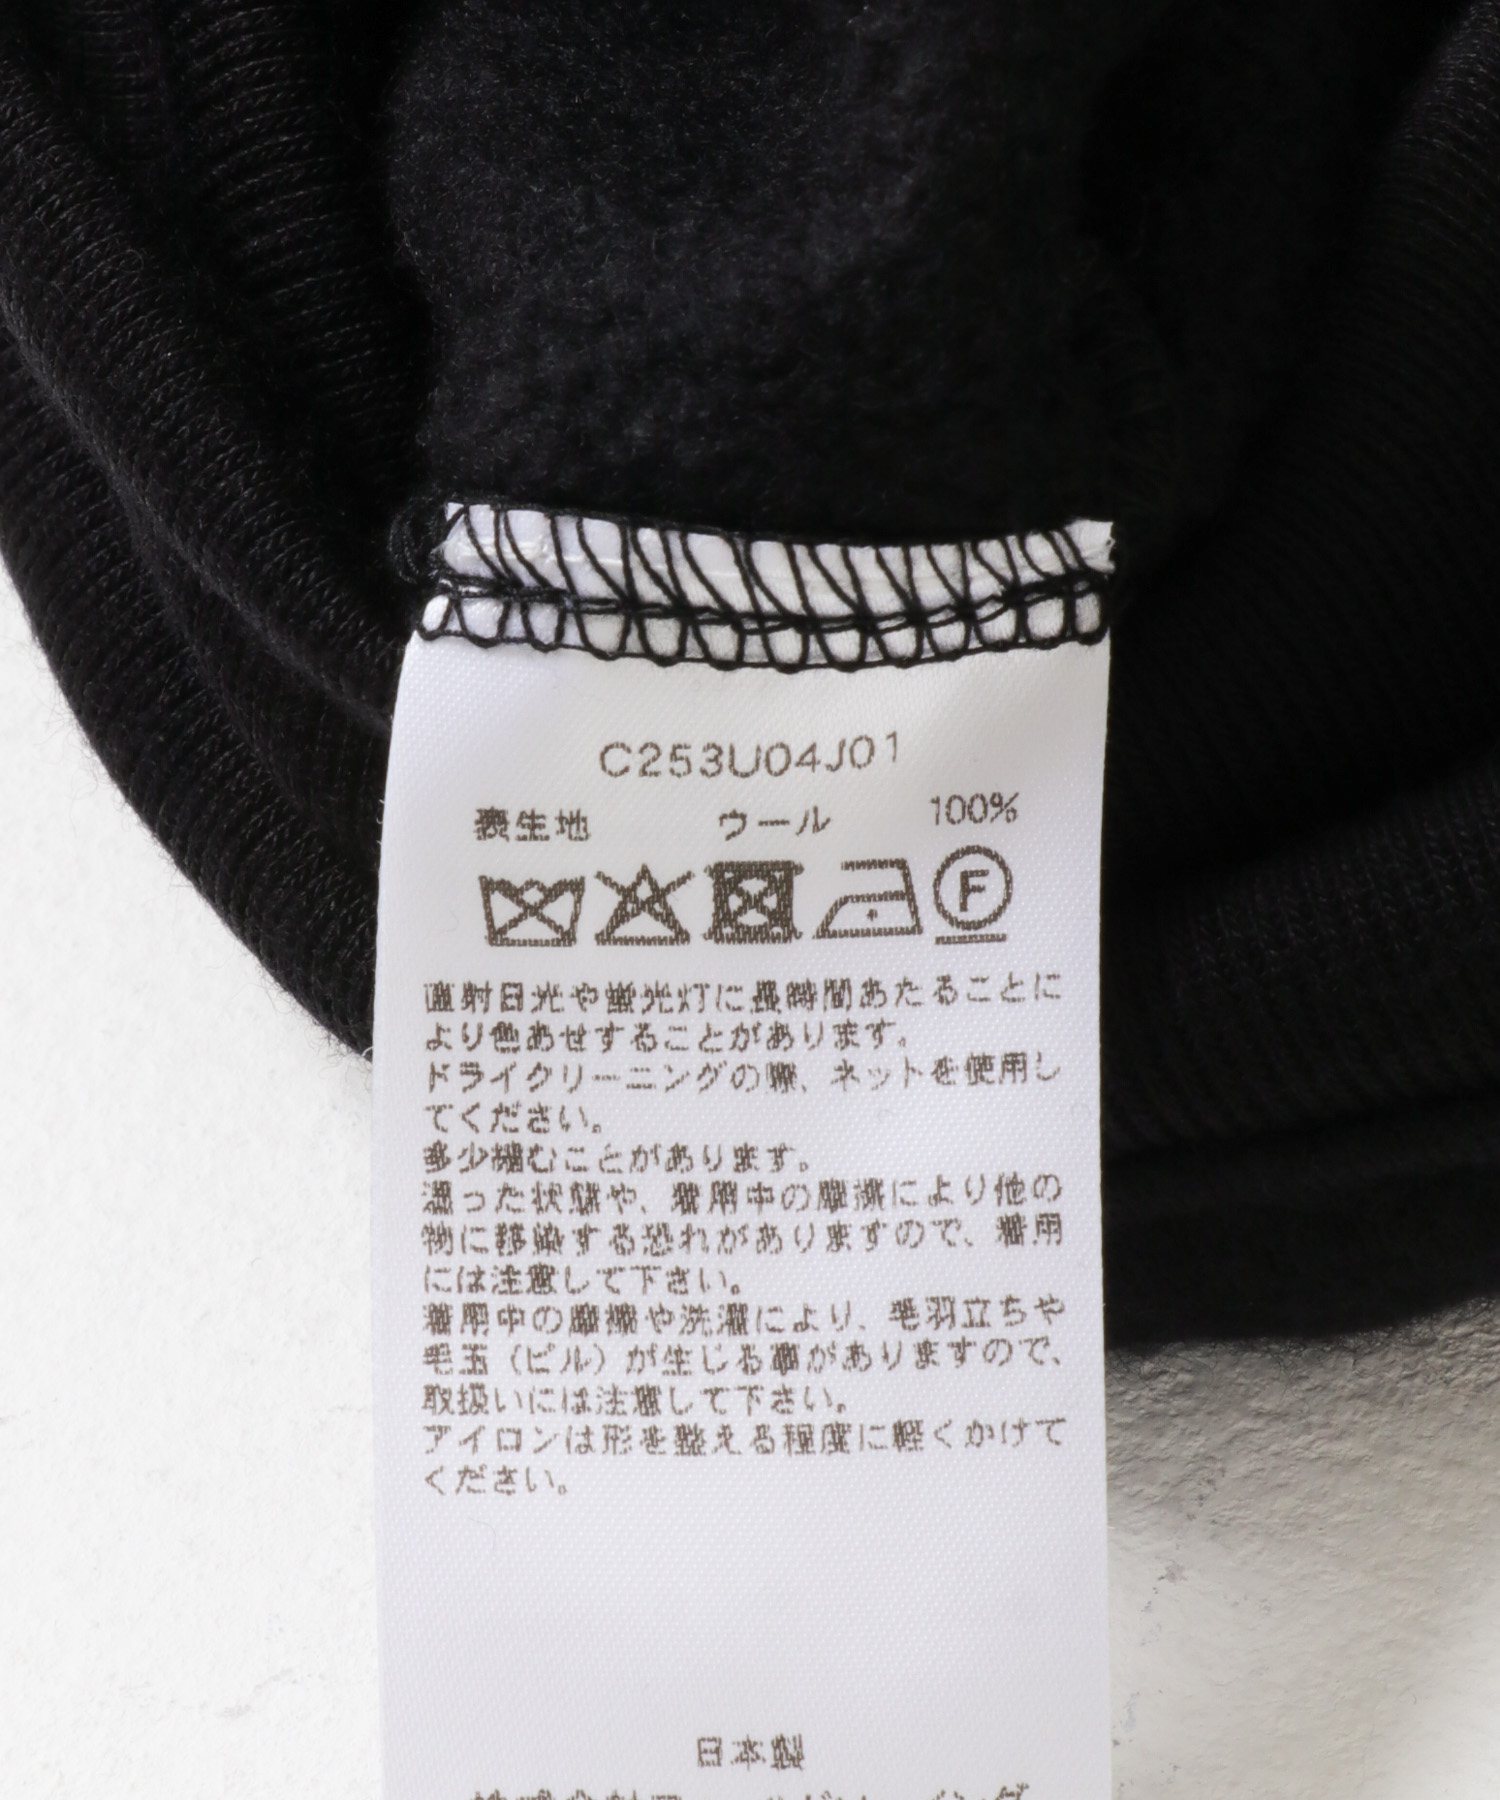 C253U04J01
表生地 ウール 100%
F
直射日光や蛍光灯に長時間あたることに
より色あせすることがあります。
ドライクリーニングの際、ネットを使用し
てください。
多少縮むことがあります。
湿った状態や、着用中の摩擦により他の
物に移染する恐れがありますので、着用
には注意して下さい。
着用中の摩擦や洗濯により、毛羽立ちや
毛玉（ピル）が生じる事がありますので、
取扱いには注意して下さい。
アイロンは形を整える程度に軽くかけて
ください。
日本製